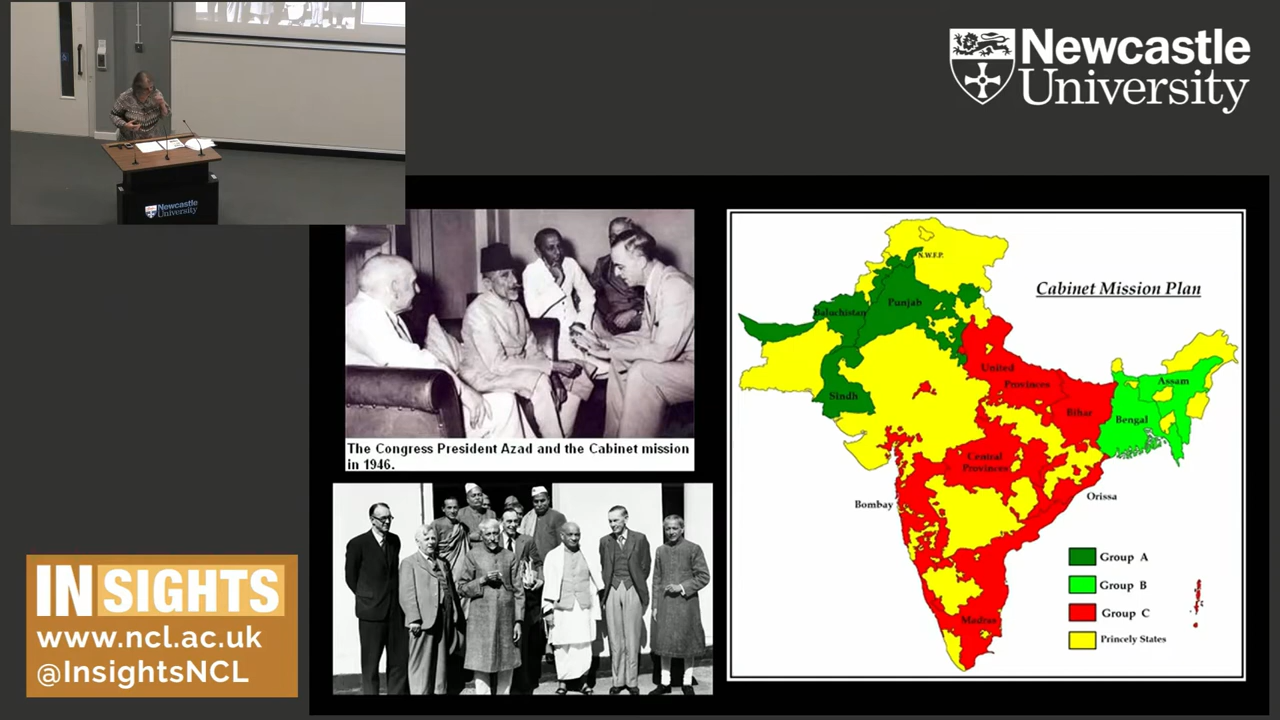 Newcastle
University
Newcastle
University
The Congress President Azad and the Cabinet mission
in 1946.
Cabinet Mission Plan
N.W.F.P.
Punjab
Baluchistan
Sindh
United
Provinces
Bihar
Assam
Bengal
Central
Provinces
Orissa
Bombay
Madras
Group A
Group B
Group C
Princely States
INSIGHTS
www.ncl.ac.uk
@InsightsNCL